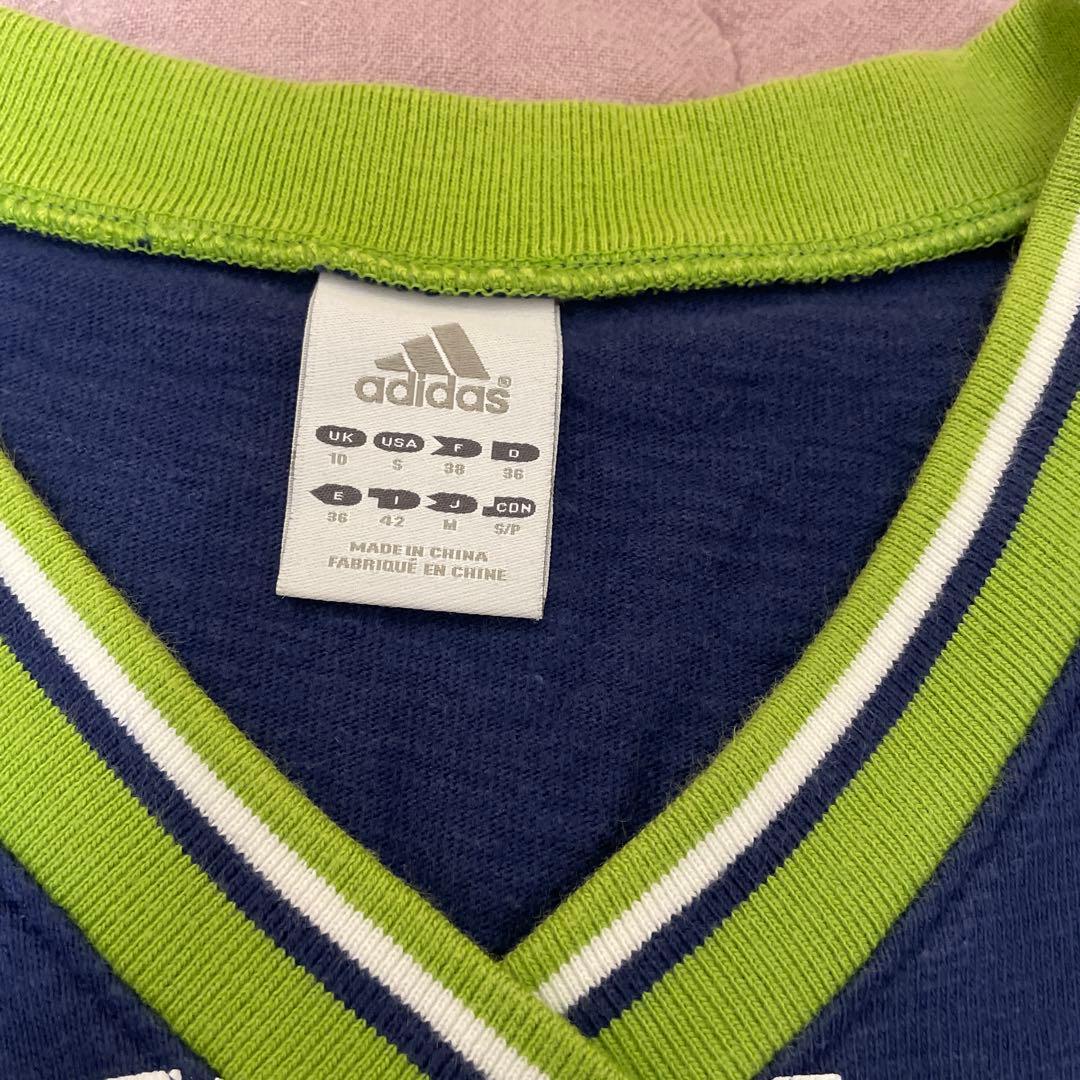 adidas®
UK USA F D
10 S 38 36
E I J CDN
36 42 M S/P
MADE IN CHINA
FABRIQUÉ EN CHINE